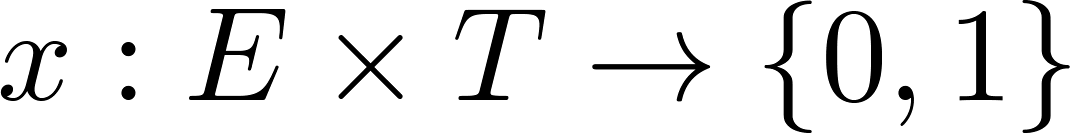 x : E × T → {0, 1}